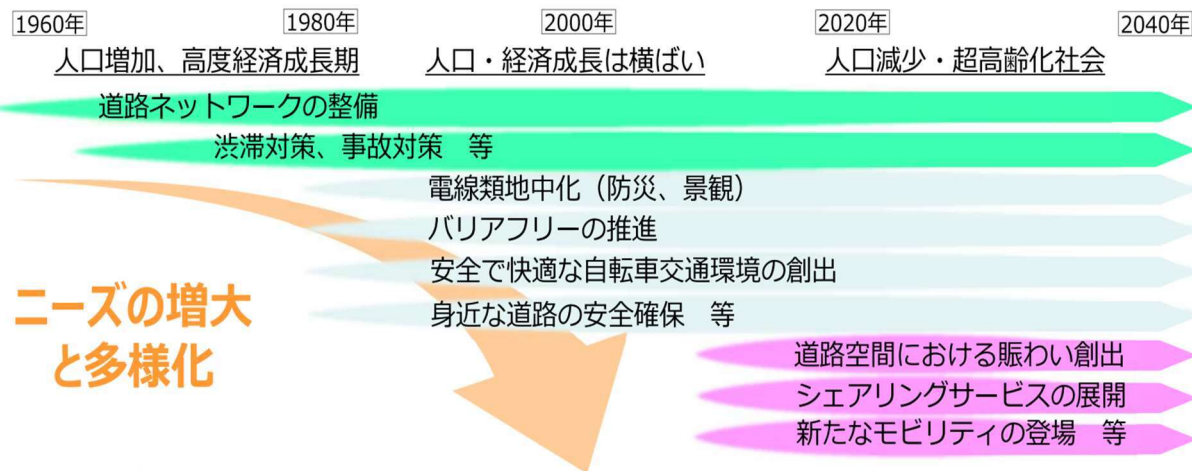 1960年 1980年 2000年 2020年 2040年
人口増加、高度経済成長期 人口・経済成長は横ばい 人口減少・超高齢化社会
道路ネットワークの整備
渋滞対策、事故対策　等
電線類地中化（防災、景観）
バリアフリーの推進
安全で快適な自転車交通環境の創出
身近な道路の安全確保　等
ニーズの増大
と多様化
道路空間における賑わい創出
シェアリングサービスの展開
新たなモビリティの登場　等